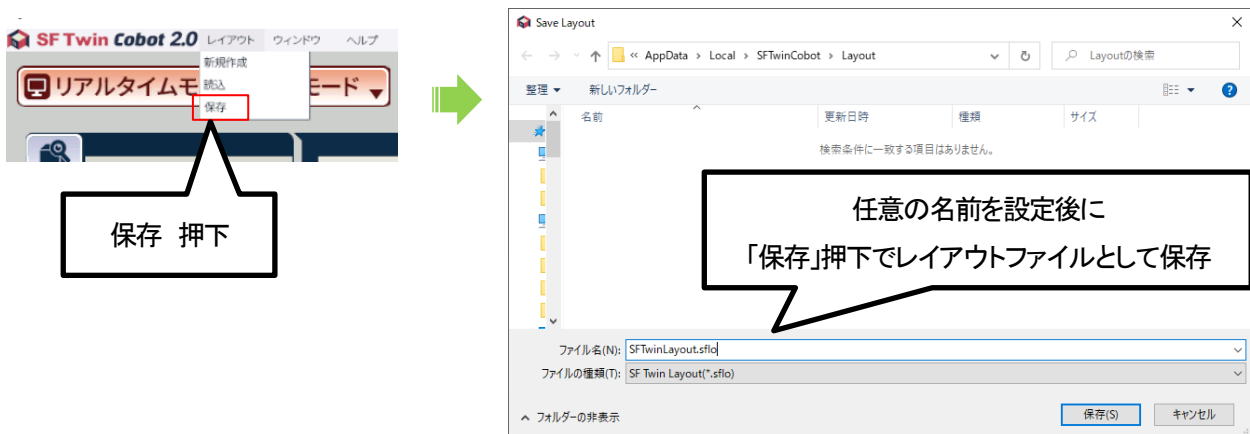 SF Twin Cobot 2.0 レイアウト ウィンドウ ヘルプ
新規作成
リアルタイムモ 読込 モード
保存
保存 押下
Save Layout
« AppData › Local › SFTwinCobot › Layout
Layoutの検索
整理 新しいフォルダー
名前 更新日時 種類 サイズ
検索条件に一致する項目はありません。
任意の名前を設定後に
「保存」押下でレイアウトファイルとして保存
ファイル名(N): SFTwinLayout.sflo
ファイルの種類(T): SF Twin Layout(*.sflo)
フォルダーの非表示
保存(S) キャンセル